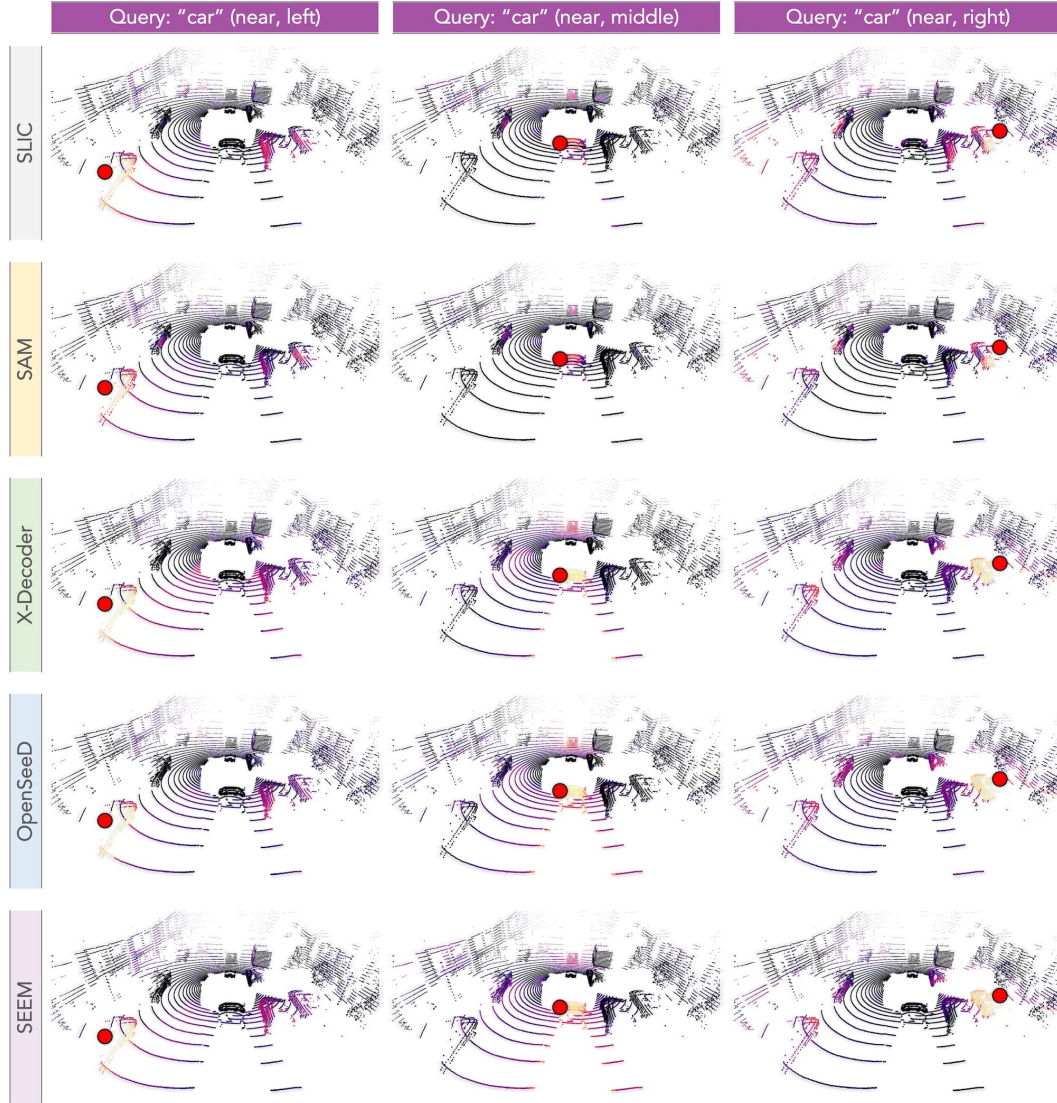 Query: “car” (near, left)
Query: “car” (near, middle)
Query: “car” (near, right)
SLIC
SAM
X-Decoder
OpenSeeD
SEEM